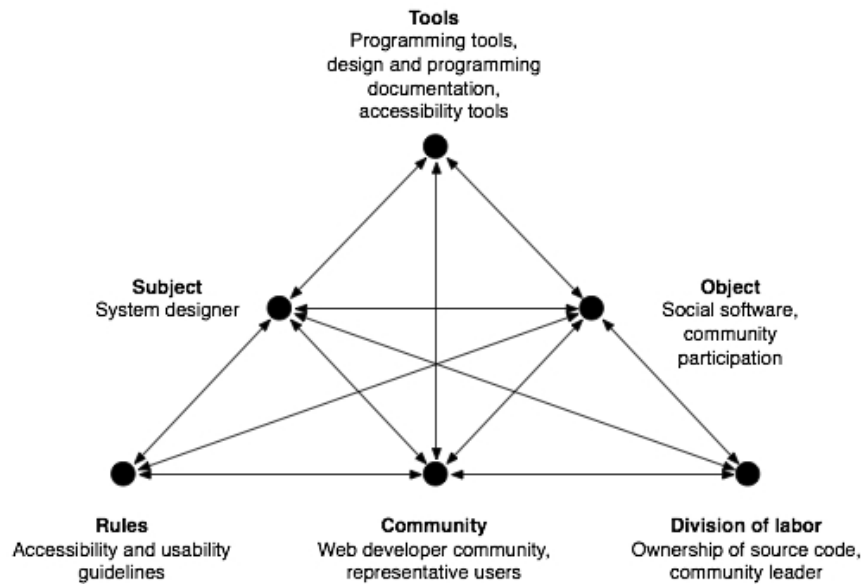 Tools
Programming tools,
design and programming
documentation,
accessibility tools
Subject
System designer
Object
Social software,
community
participation
Rules
Accessibility and usability
guidelines
Community
Web developer community,
representative users
Division of labor
Ownership of source code,
community leader